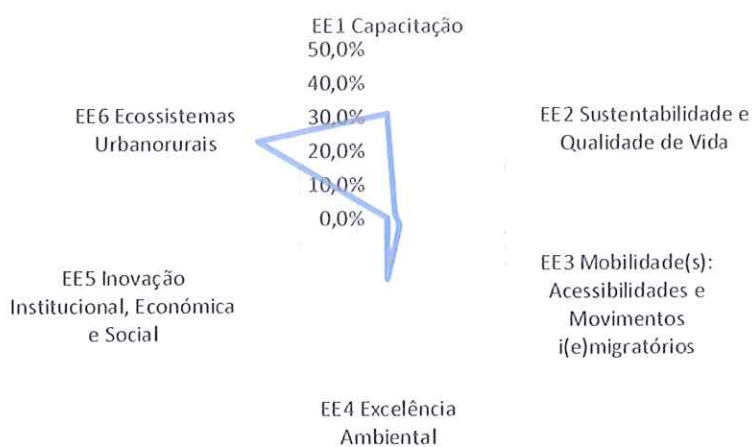 EE1 Capacitação
50,0%
40,0%
30,0%
20,0%
10,0%
0,0%
EE2 Sustentabilidade e
Qualidade de Vida
EE3 Mobilidade(s):
Acessibilidades e
Movimentos
i(e)migratórios
EE4 Excelência
Ambiental
EE5 Inovação
Institucional, Económica
e Social
EE6 Ecossistemas
Urbanorurais